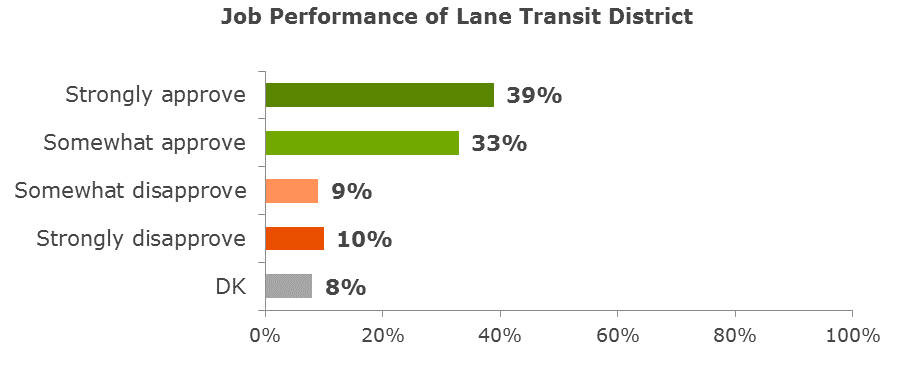 Job Performance of Lane Transit District
Strongly approve 39%
Somewhat approve 33%
Somewhat disapprove 9%
Strongly disapprove 10%
DK 8%
0% 20% 40% 60% 80% 100%